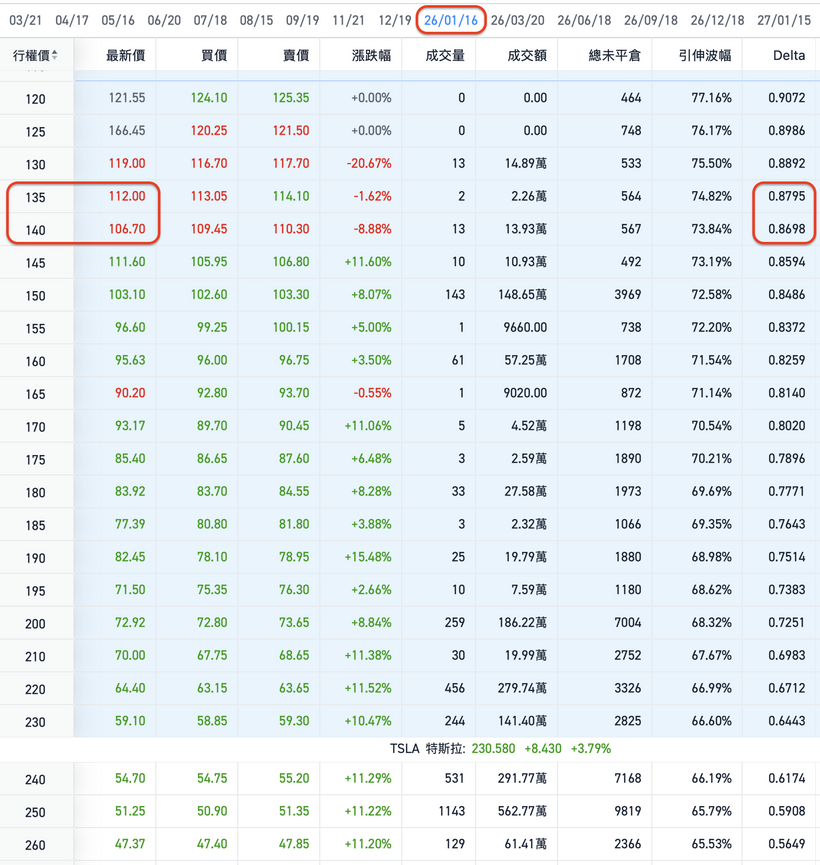 03/21 04/17 05/16 06/20 07/18 08/15 09/19 11/21 12/19 26/01/16 26/03/20 26/06/18 26/09/18 26/12/18 27/01/15
行權價 最新價 買價 賣價 漲跌幅 成交量 成交額 總未平倉 引伸波幅 Delta
120 121.55 124.10 125.35 +0.00% 0 0.00 464 77.16% 0.9072
125 166.45 120.25 121.50 +0.00% 0 0.00 748 76.17% 0.8986
130 119.00 116.70 117.70 -20.67% 13 14.89萬 533 75.50% 0.8892
135 112.00 113.05 114.10 -1.62% 2 2.26萬 564 74.82% 0.8795
140 106.70 109.45 110.30 -8.88% 13 13.93萬 567 73.84% 0.8698
145 111.60 105.95 106.80 +11.60% 10 10.93萬 492 73.19% 0.8594
150 103.10 102.60 103.30 +8.07% 143 148.65萬 3969 72.58% 0.8486
155 96.60 99.25 100.15 +5.00% 1 9660.00 738 72.20% 0.8372
160 95.63 96.00 96.75 +3.50% 61 57.25萬 1708 71.54% 0.8259
165 90.20 92.80 93.70 -0.55% 1 9020.00 872 71.14% 0.8140
170 93.17 89.70 90.45 +11.06% 5 4.52萬 1198 70.54% 0.8020
175 85.40 86.65 87.60 +6.48% 3 2.59萬 1890 70.21% 0.7896
180 83.92 83.70 84.55 +8.28% 33 27.58萬 1973 69.69% 0.7771
185 77.39 80.80 81.80 +3.88% 3 2.32萬 1066 69.35% 0.7643
190 82.45 78.10 78.95 +15.48% 25 19.79萬 1880 68.98% 0.7514
195 71.50 75.35 76.30 +2.66% 10 7.59萬 1180 68.62% 0.7383
200 72.92 72.80 73.65 +8.84% 259 186.22萬 7004 68.32% 0.7251
210 70.00 67.75 68.65 +11.38% 30 19.99萬 2752 67.67% 0.6983
220 64.40 63.15 63.65 +11.52% 456 279.74萬 3326 66.99% 0.6712
230 59.10 58.85 59.30 +10.47% 244 141.40萬 2825 66.60% 0.6443
TSLA 特斯拉: 230.580 +8.430 +3.79%
240 54.70 54.75 55.20 +11.29% 531 291.77萬 7168 66.19% 0.6174
250 51.25 50.90 51.35 +11.22% 1143 562.77萬 9819 65.79% 0.5908
260 47.37 47.40 47.85 +11.20% 129 61.41萬 2366 65.53% 0.5649